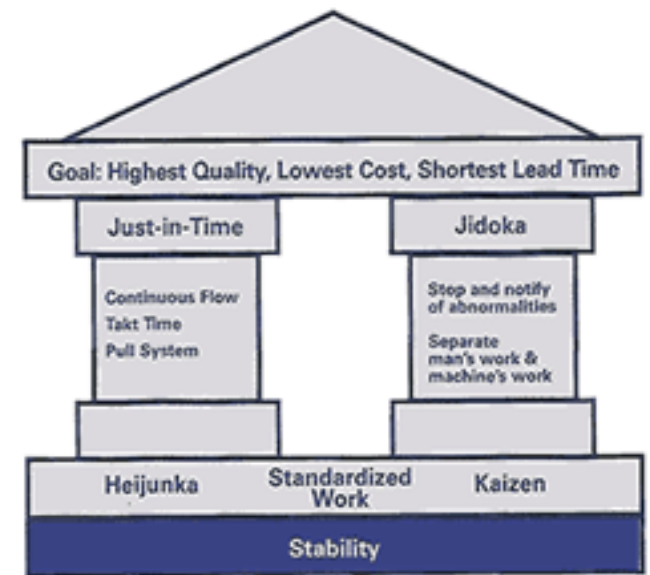 Goal: Highest Quality, Lowest Cost, Shortest Lead Time
Just-in-Time
Continuous Flow
Takt Time
Pull System
Jidoka
Stop and notify
of abnormalities
Separate
man's work &
machine's work
Heijunka
Standardized
Work
Kaizen
Stability